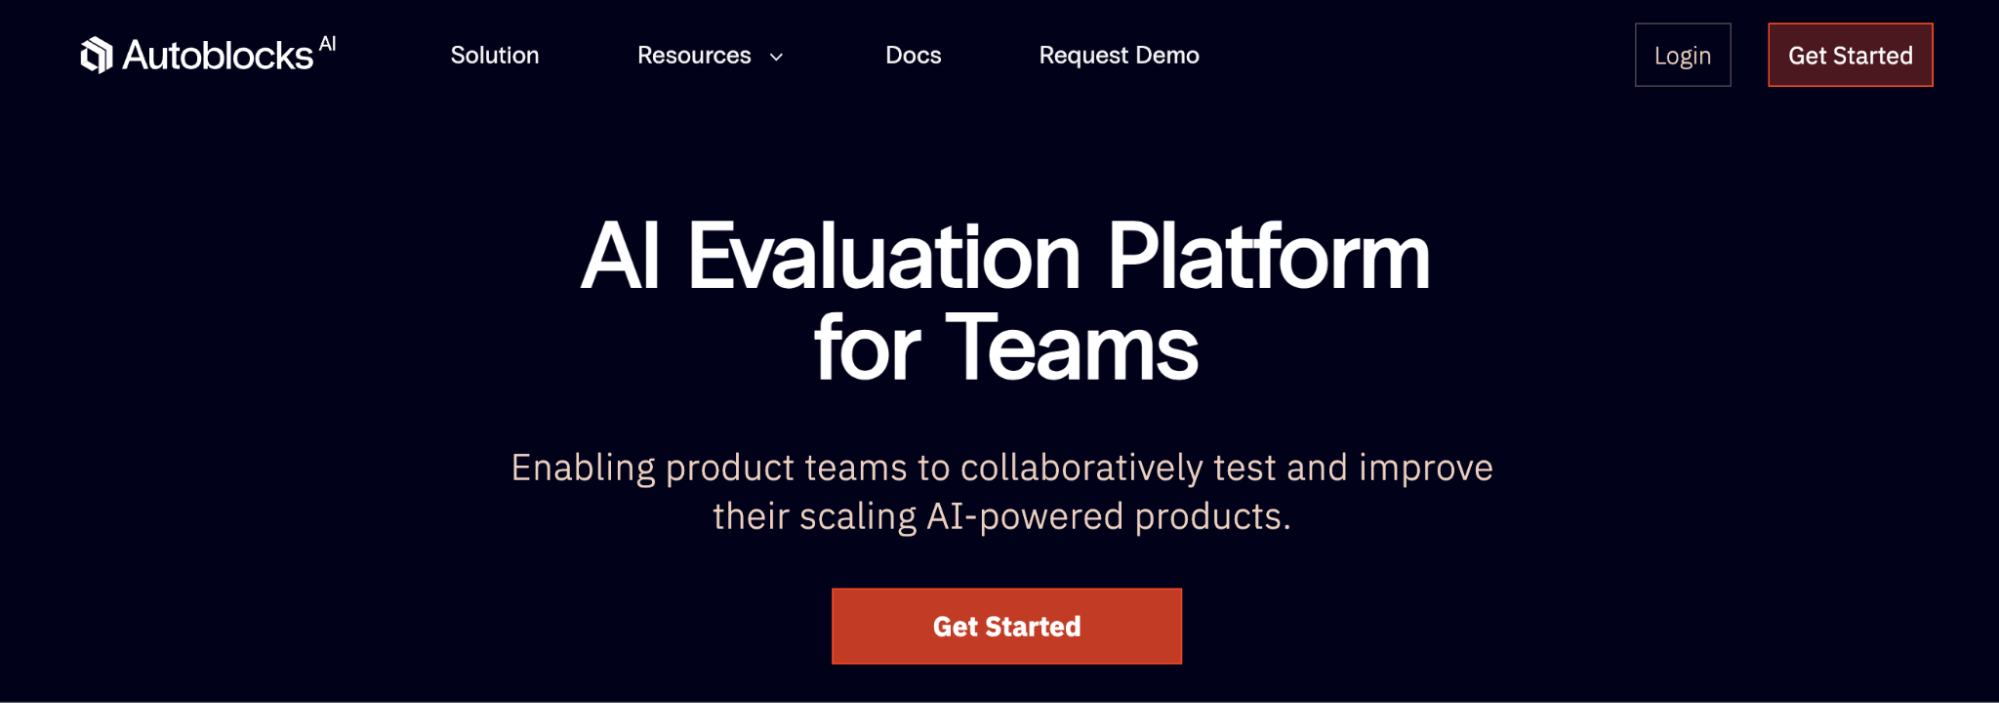 Autoblocks AI
Solution
Resources
Docs
Request Demo
Login
Get Started
AI Evaluation Platform
for Teams
Enabling product teams to collaboratively test and improve
their scaling AI-powered products.
Get Started